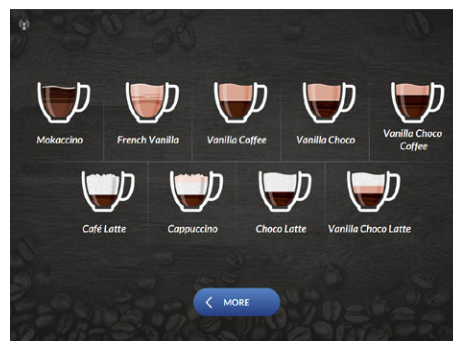 Mokaccino
French Vanilla
Vanilla Coffee
Vanilla Choco
Vanilla Choco
Coffee
Café Latte
Cappuccino
Choco Latte
Vanilla Choco Latte
MORE